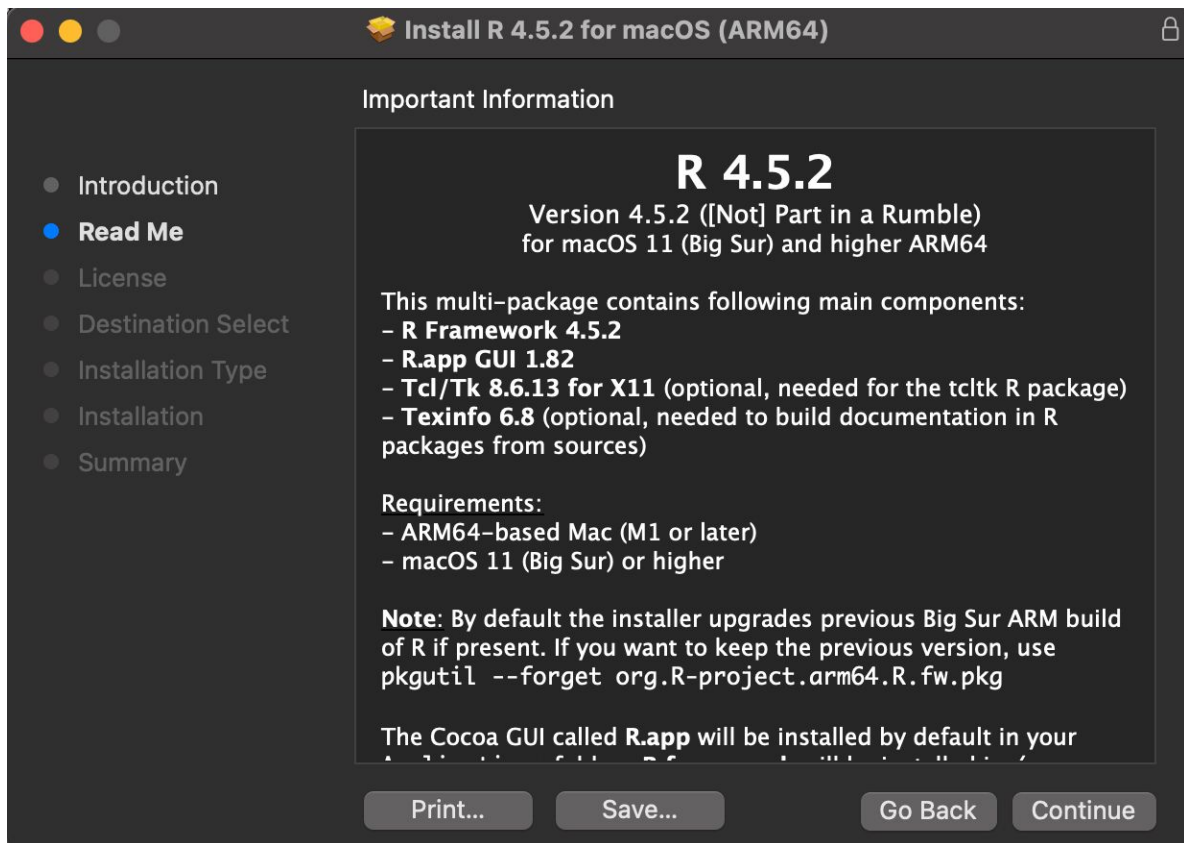 Install R 4.5.2 for macOS (ARM64)
Introduction
Read Me
License
Destination Select
Installation Type
Installation
Summary
Important Information
R 4.5.2
Version 4.5.2 ([Not] Part in a Rumble)
for macOS 11 (Big Sur) and higher ARM64
This multi-package contains following main components:
- R Framework 4.5.2
- R.app GUI 1.82
- Tcl/Tk 8.6.13 for X11 (optional, needed for the tcltk R package)
- Texinfo 6.8 (optional, needed to build documentation in R
packages from sources)
Requirements:
- ARM64-based Mac (M1 or later)
- macOS 11 (Big Sur) or higher
Note: By default the installer upgrades previous Big Sur ARM build
of R if present. If you want to keep the previous version, use
pkgutil --forget org.R-project.arm64.R.fw.pkg
The Cocoa GUI called R.app will be installed by default in your
Print...
Save...
Go Back
Continue